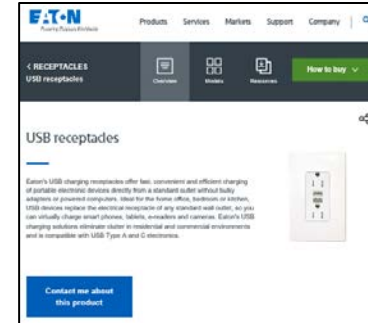 EATON
Powering Business Worldwide
Products Services Markets Support Company
< RECEPTACLES
USB receptacles
Overview Models Resources
How to buy
USB receptacles
Eaton's USB charging receptacles offer fast, convenient and efficient charging
of portable electronic devices directly from a standard outlet without bulky
adapters or powered computers. Ideal for the home office, bedroom or kitchen,
USB devices replace the electrical receptacle of any standard wall outlet, so you
can virtually charge smart phones, tablets, e-readers and cameras. Eaton's USB
charging solutions eliminate clutter in residential and commercial environments
and is compatible with USB Type A and C electronics.
Contact me about
this product